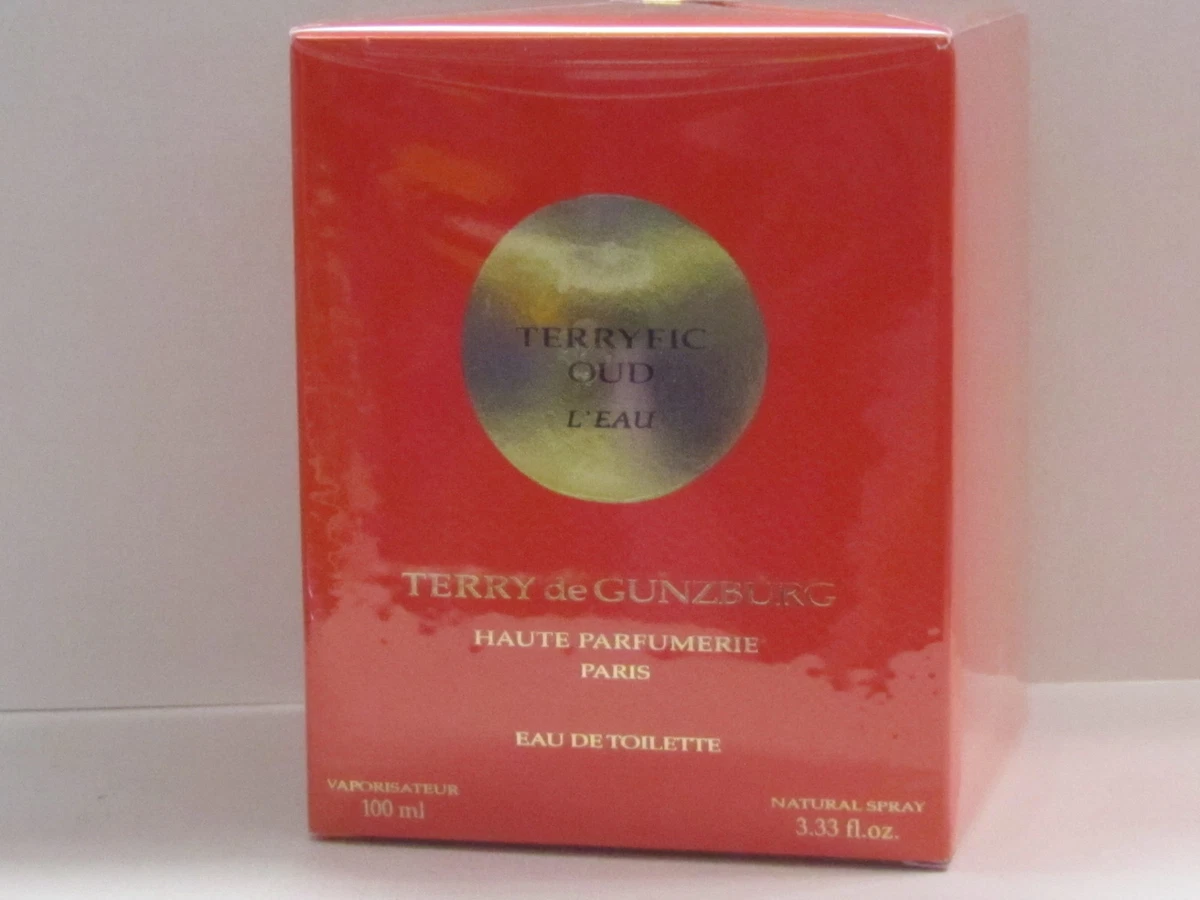 TERRYFIC
OUD
L'EAU
TERRY de GUNZBURG
HAUTE PARFUMERIE
PARIS
EAU DE TOILETTE
VAPORISATEUR
100 ml
NATURAL SPRAY
3.33 fl.oz.